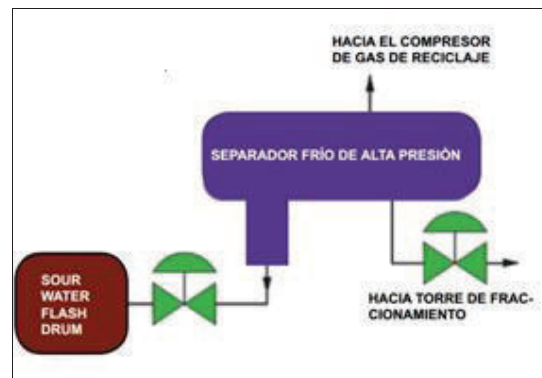 HACIA EL COMPRESOR
DE GAS DE RECICLAJE
SEPARADOR FRÍO DE ALTA PRESIÓN
SOUR
WATER
FLASH
DRUM
HACIA TORRE DE FRAC-
CIONAMIENTO